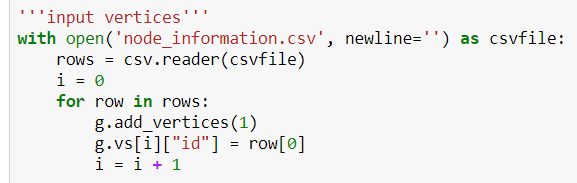 '''input vertices'''
with open('node_information.csv', newline='') as csvfile:
    rows = csv.reader(csvfile)
    i = 0
    for row in rows:
        g.add_vertices(1)
        g.vs[i]["id"] = row[0]
        i = i + 1